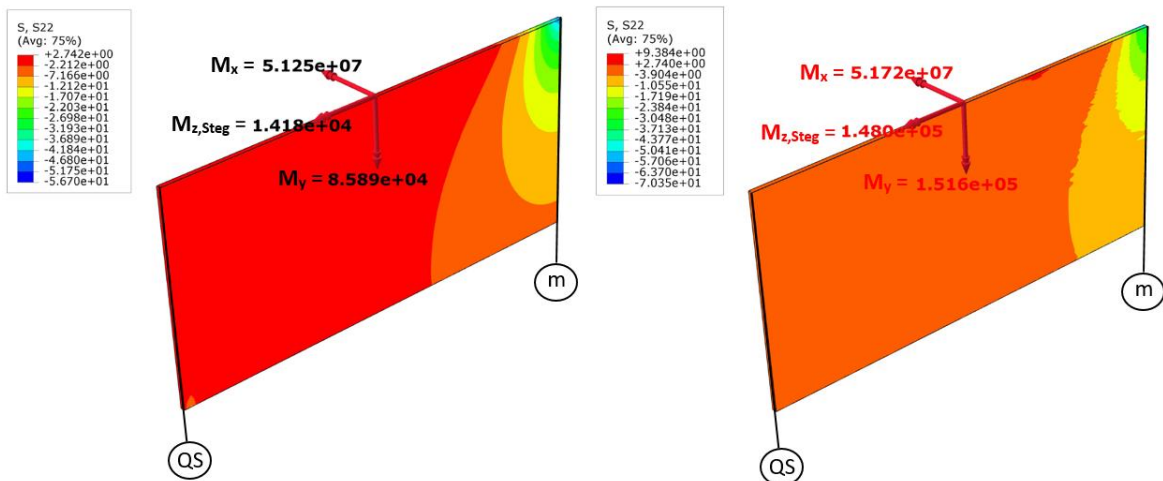 S, S22
(Avg: 75%)
+2.742e+00
-2.212e+00
-7.166e+00
-1.212e+01
-1.707e+01
-2.203e+01
-2.698e+01
-3.193e+01
-3.689e+01
-4.184e+01
-4.680e+01
-5.175e+01
-5.670e+01
Mx = 5.125e+07
Mz,Steg = 1.418e+04
My = 8.589e+04
m
QS
S, S22
(Avg: 75%)
+9.384e+00
+2.740e+00
-3.904e+00
-1.055e+01
-1.719e+01
-2.384e+01
-3.048e+01
-3.713e+01
-4.377e+01
-5.041e+01
-5.706e+01
-6.370e+01
-7.035e+01
Mx = 5.172e+07
Mz,Steg = 1.480e+05
My = 1.516e+05
m
QS